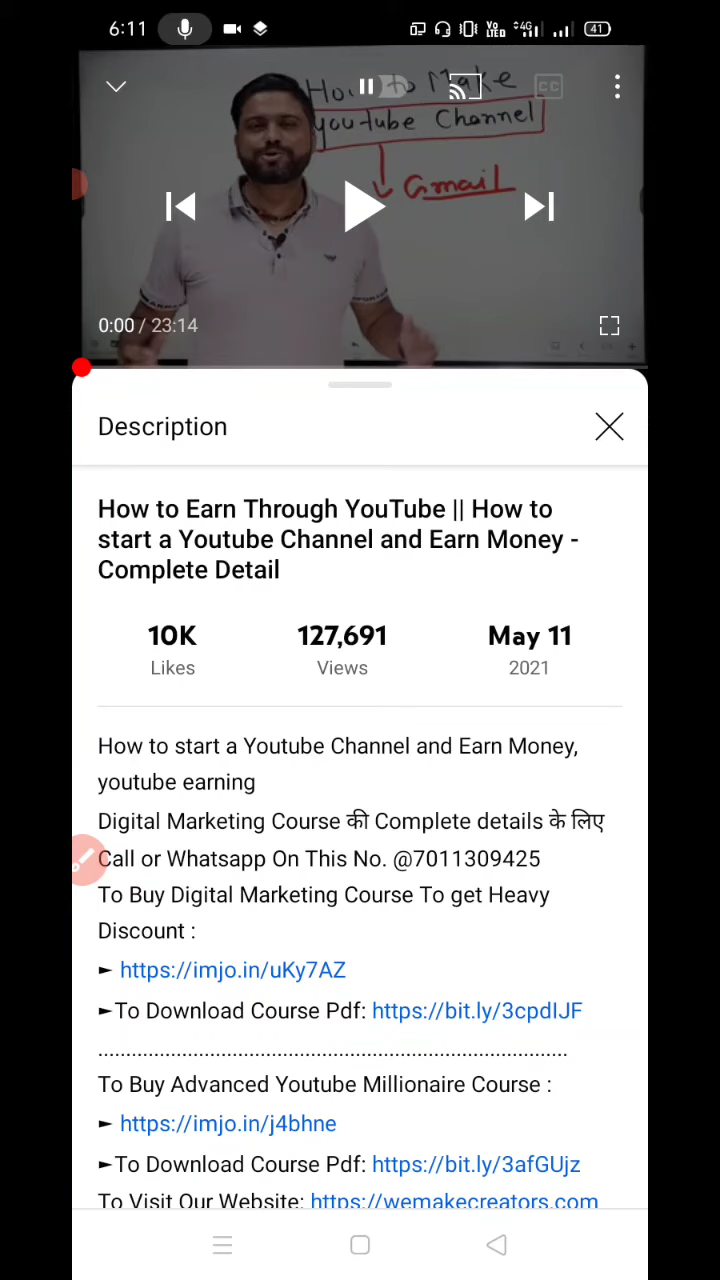 6:11
Vo LTED 4G 41
How to Make
youtube Channel
Gmail
CC
0:00 / 23:14
Description
How to Earn Through YouTube || How to
start a Youtube Channel and Earn Money -
Complete Detail
10K 127,691 May 11
Likes Views 2021
How to start a Youtube Channel and Earn Money,
youtube earning
Digital Marketing Course की Complete details के लिए
Call or Whatsapp On This No. @7011309425
To Buy Digital Marketing Course To get Heavy
Discount :
► https://imjo.in/uKy7AZ
►To Download Course Pdf: https://bit.ly/3cpdIJF
........................................................................
To Buy Advanced Youtube Millionaire Course :
► https://imjo.in/j4bhne
►To Download Course Pdf: https://bit.ly/3afGUjz
To Visit Our Website: https://wemakecreators.com